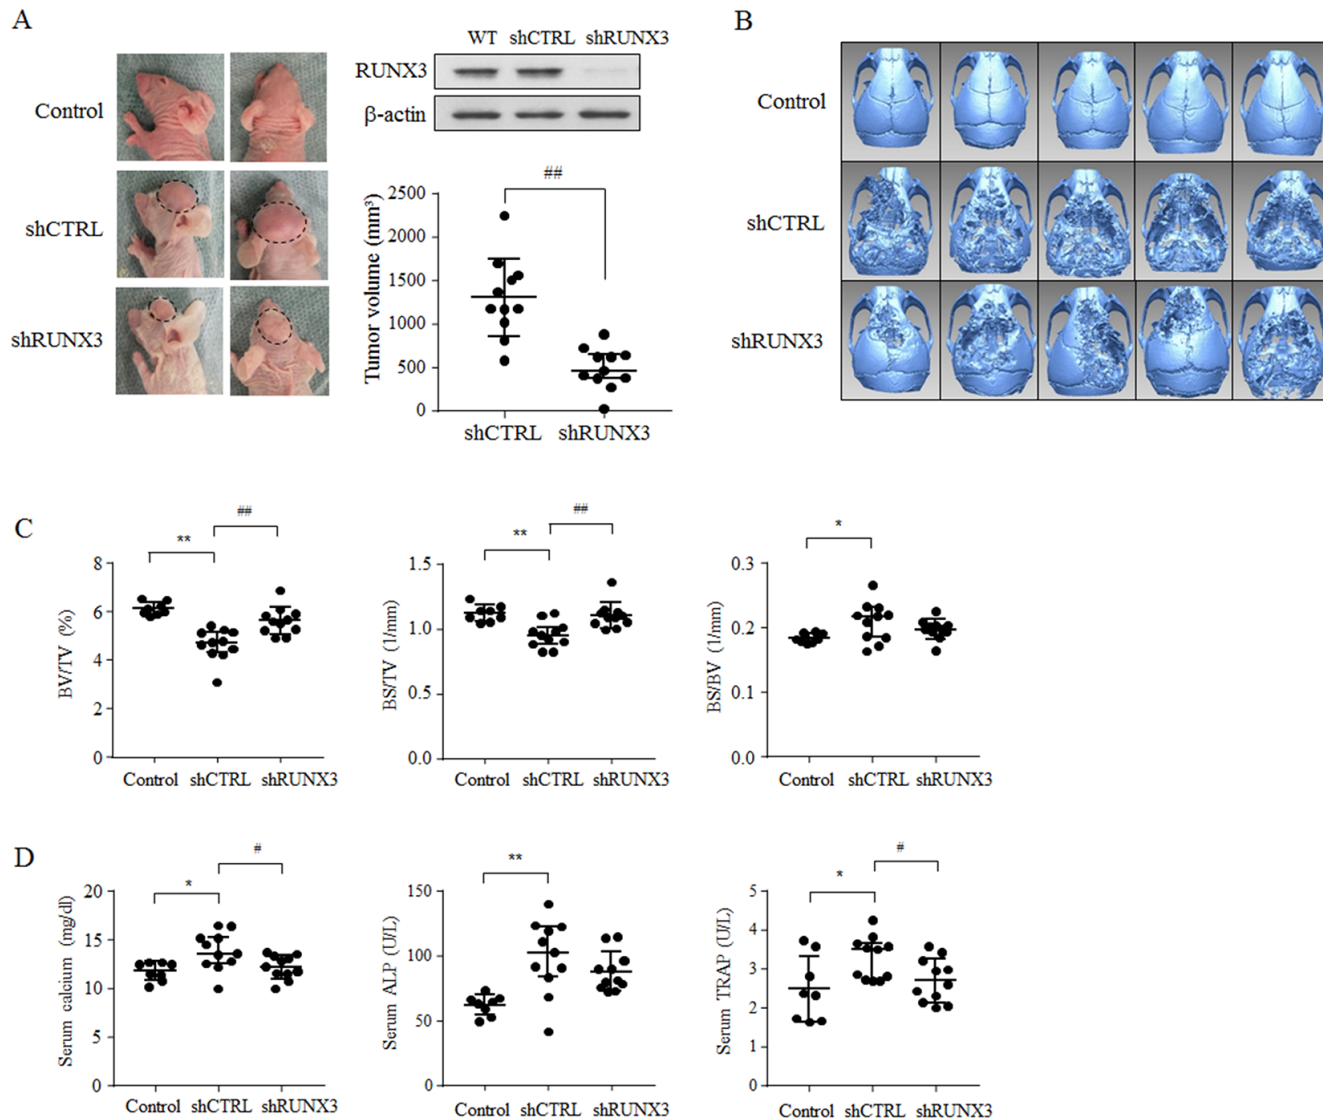 A
B
WT shCTRL shRUNX3
RUNX3
β-actin
Control
shCTRL
shRUNX3
##
Tumor volume (mm³)
2500
2000
1500
1000
500
0
shCTRL shRUNX3
Control
shCTRL
shRUNX3
C
** ##
BV/TV (%)
8
6
4
2
0
Control shCTRL shRUNX3
** ##
BS/TV (1/mm)
1.5
1.0
0.5
0.0
Control shCTRL shRUNX3
*
BS/BV (1/mm)
0.3
0.2
0.1
0.0
Control shCTRL shRUNX3
D
* #
Serum calcium (mg/dl)
20
15
10
5
0
Control shCTRL shRUNX3
**
Serum ALP (U/L)
150
100
50
0
Control shCTRL shRUNX3
* #
Serum TRAP (U/L)
5
4
3
2
1
0
Control shCTRL shRUNX3